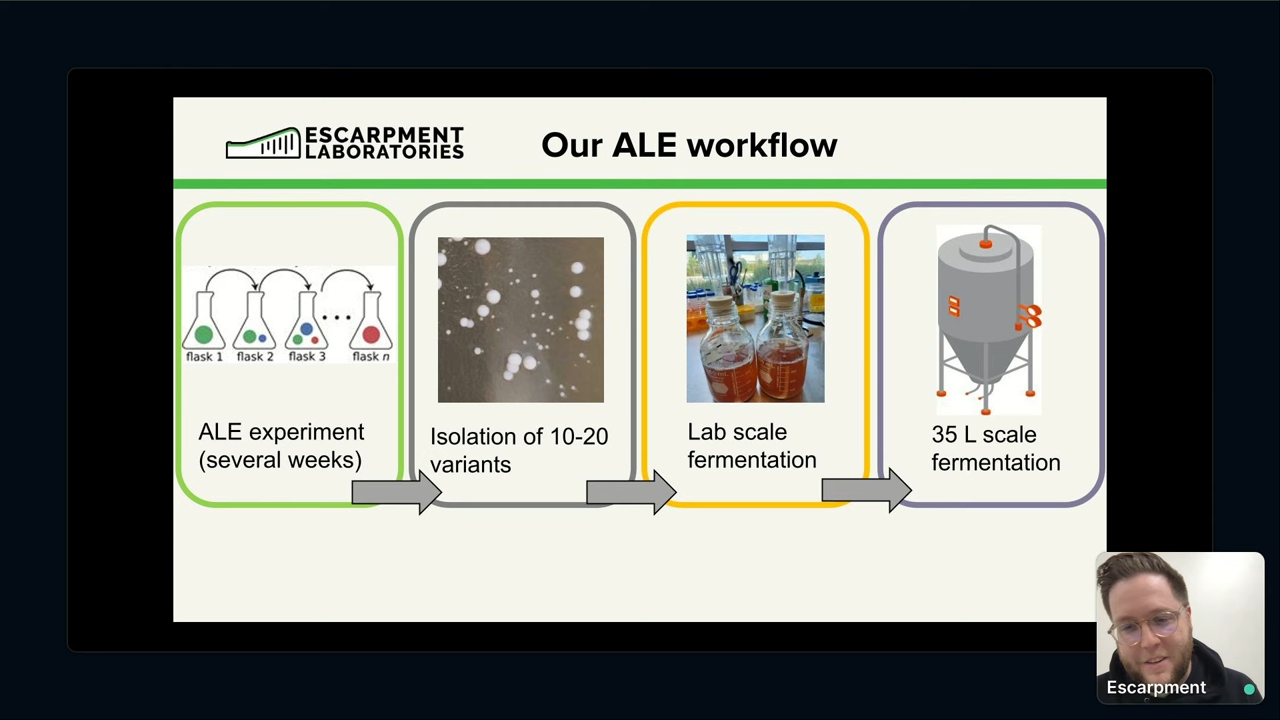 ESCARPMENT
LABORATORIES
Our ALE workflow
flask 1 flask 2 flask 3 flask n
ALE experiment
(several weeks)
Isolation of 10-20
variants
Lab scale
fermentation
35 L scale
fermentation
Escarpment